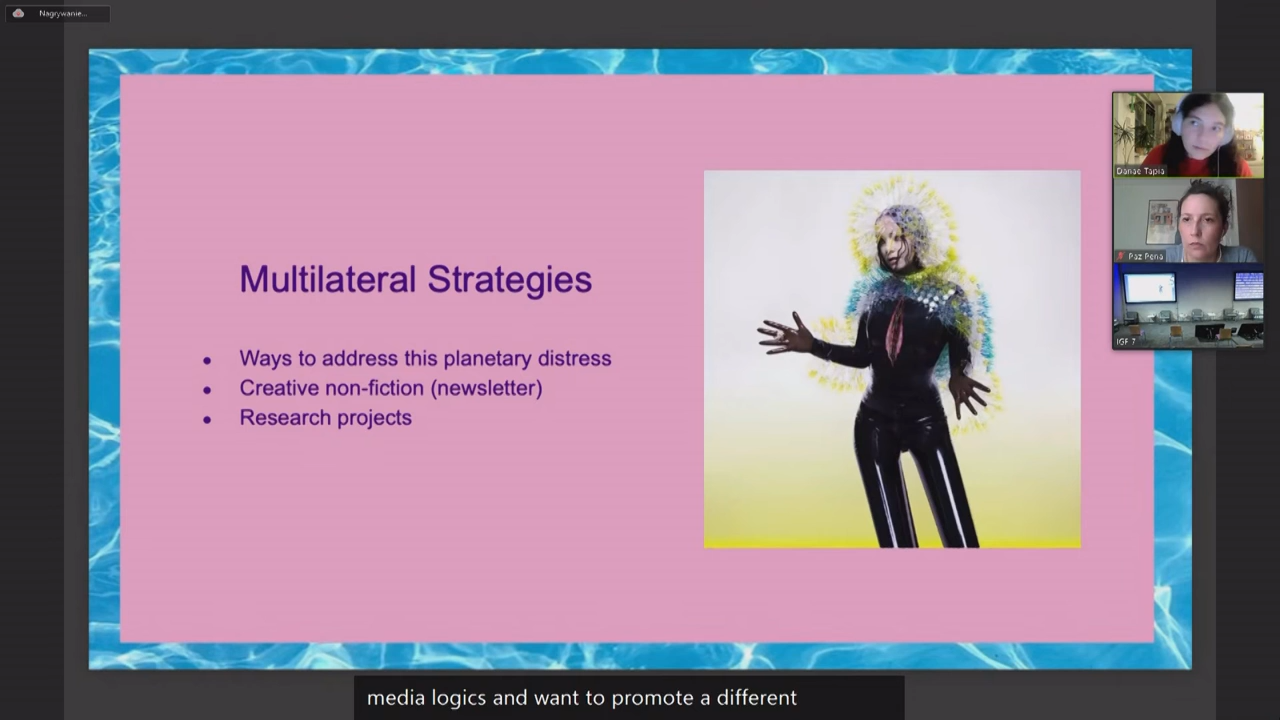 Nagrywanie...
Multilateral Strategies
● Ways to address this planetary distress
● Creative non-fiction (newsletter)
● Research projects
Danae Tapia
Paz Pena
IGF 7
media logics and want to promote a different